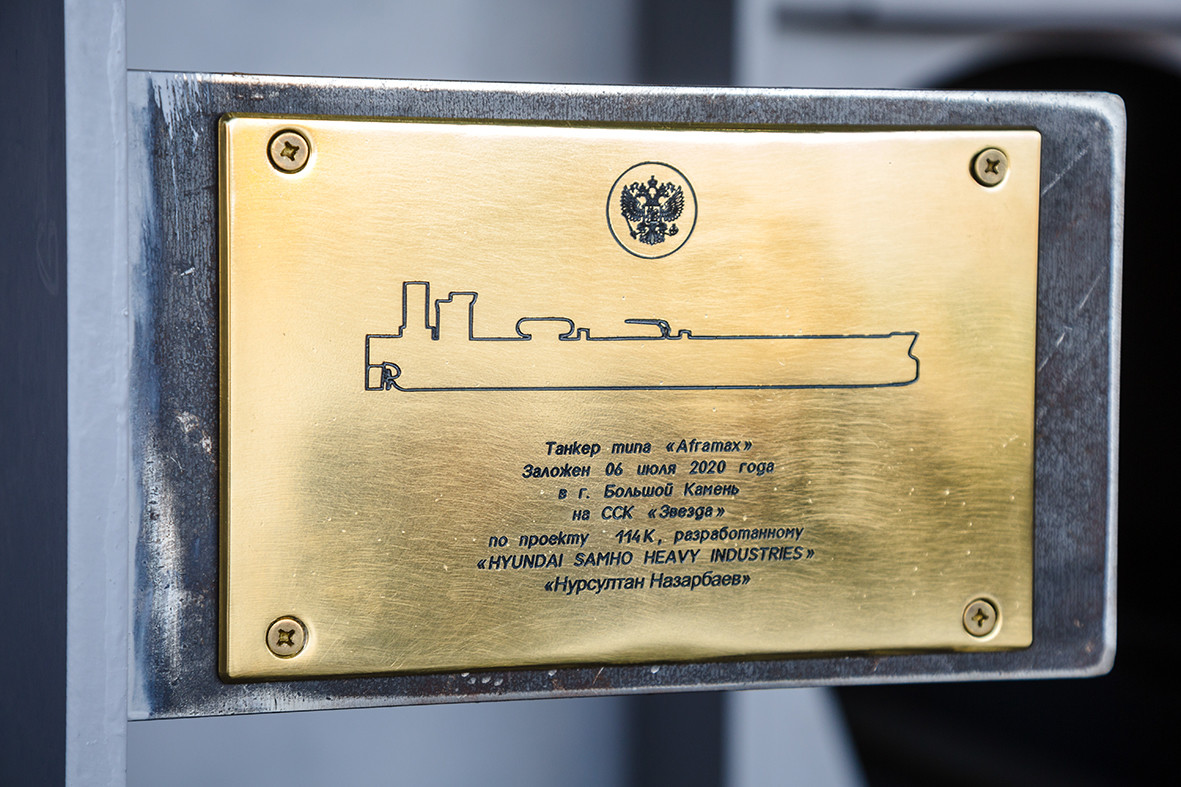 Танкер типа «Aframax»
Заложен 06 июля 2020 года
в г. Большой Камень
на ССК «Звезда»
по проекту 114К, разработанному
«HYUNDAI SAMHO HEAVY INDUSTRIES»
«Нурсултан Назарбаев»